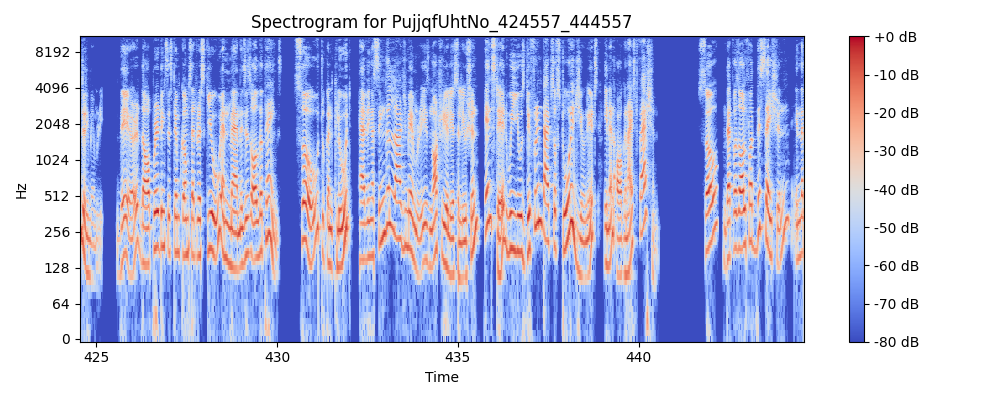 Spectrogram for PujjqfUhtNo_424557_444557
8192
4096
2048
1024
512
256
128
64
0
Hz
425
430
435
440
Time
+0 dB
-10 dB
-20 dB
-30 dB
-40 dB
-50 dB
-60 dB
-70 dB
-80 dB